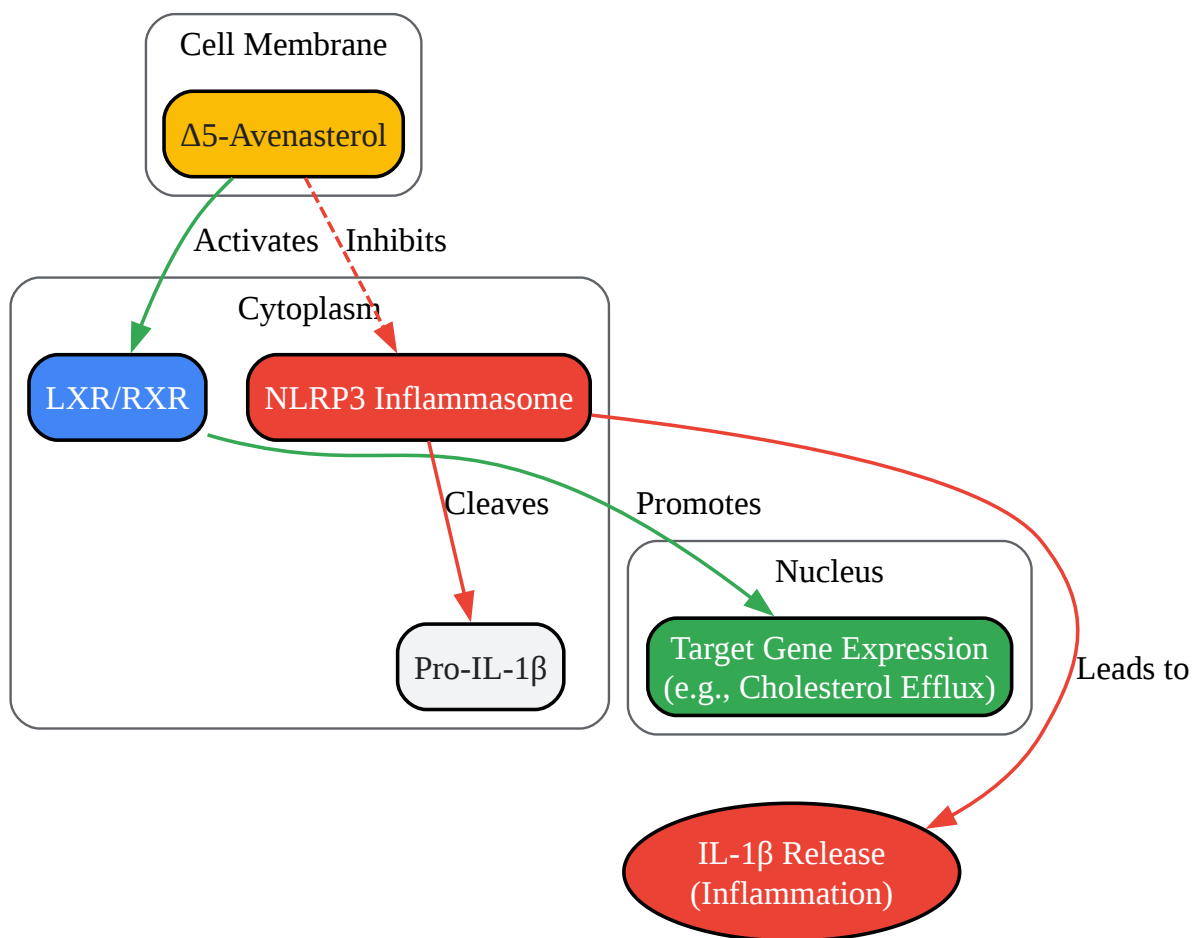 Cell Membrane
Δ5-Avenasterol
Activates
Inhibits
Cytoplasm
LXR/RXR
NLRP3 Inflammasome
Cleaves
Promotes
Nucleus
Pro-IL-1β
Target Gene Expression
(e.g., Cholesterol Efflux)
Leads to
IL-1β Release
(Inflammation)